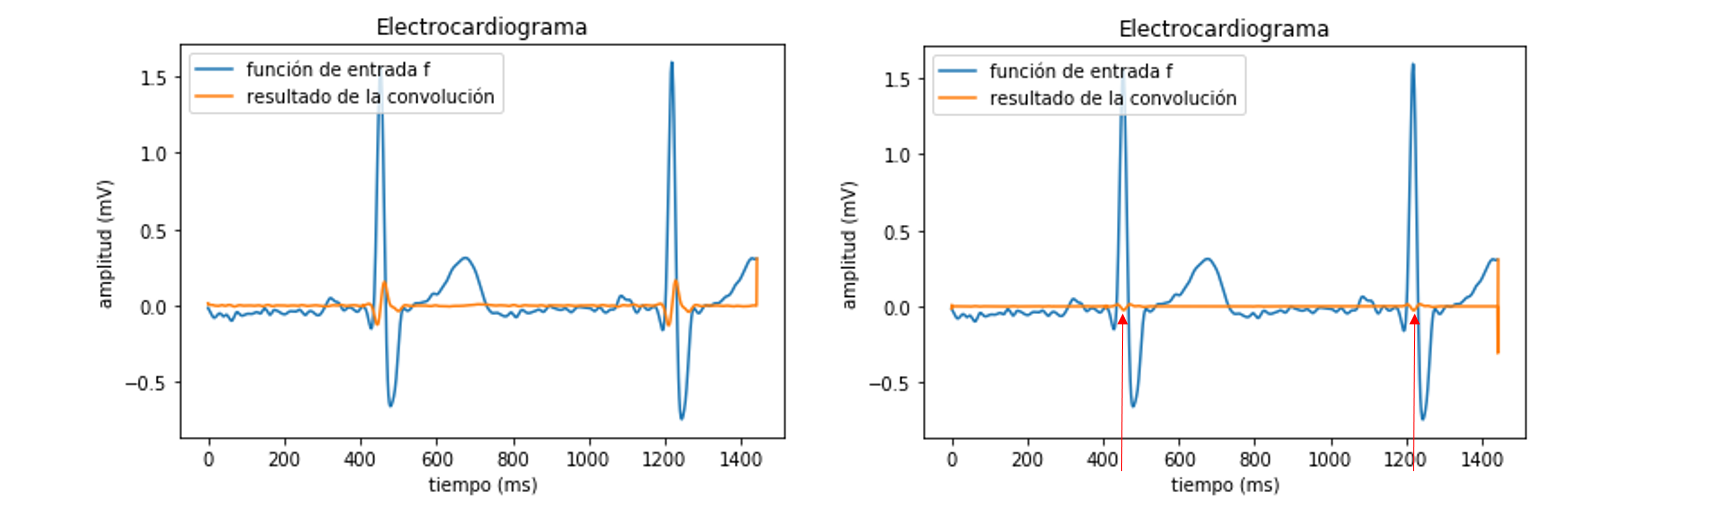 Electrocardiograma
función de entrada f
resultado de la convolución
1.5
1.0
0.5
0.0
−0.5
amplitud (mV)
0 200 400 600 800 1000 1200 1400
tiempo (ms)
Electrocardiograma
función de entrada f
resultado de la convolución
1.5
1.0
0.5
0.0
−0.5
amplitud (mV)
0 200 400 600 800 1000 1200 1400
tiempo (ms)